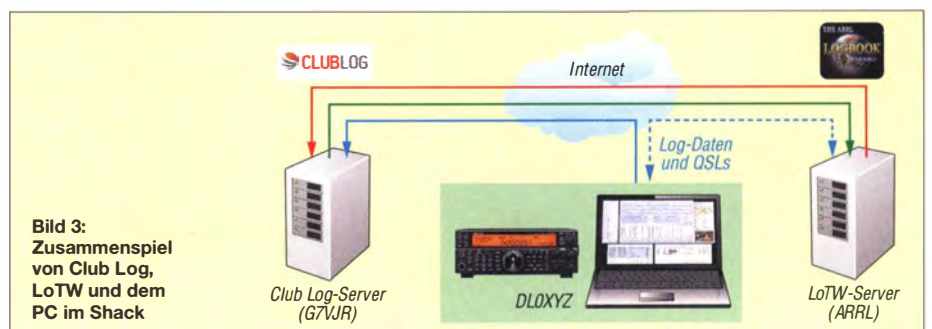 CLUBLOG
Internet
THE ARRL
LOGBOOK
Log-Daten
und QSLs
Bild 3:
Zusammenspiel
von Club Log,
LoTW und dem
PC im Shack
Club Log-Server
(G7VJR)
DL0XYZ
LoTW-Server
(ARRL)